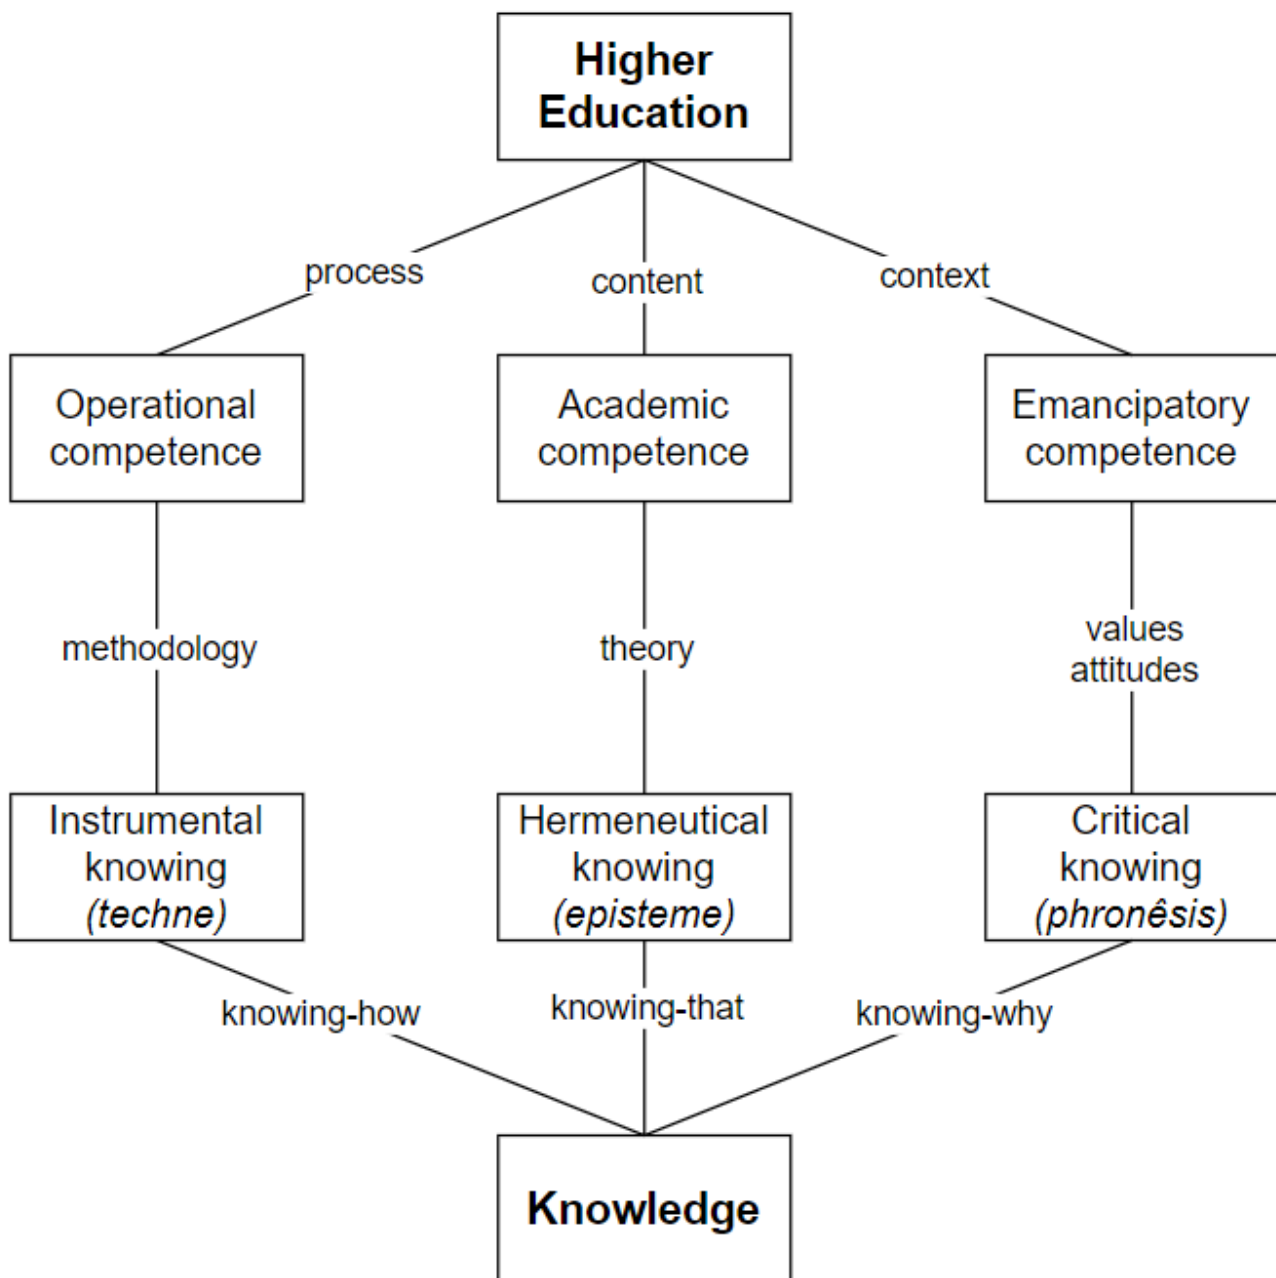 Higher
Education
process
content
context
Operational
competence
Academic
competence
Emancipatory
competence
methodology
theory
values
attitudes
Instrumental
knowing
(techne)
Hermeneutical
knowing
(episteme)
Critical
knowing
(phronêsis)
knowing-how
knowing-that
knowing-why
Knowledge